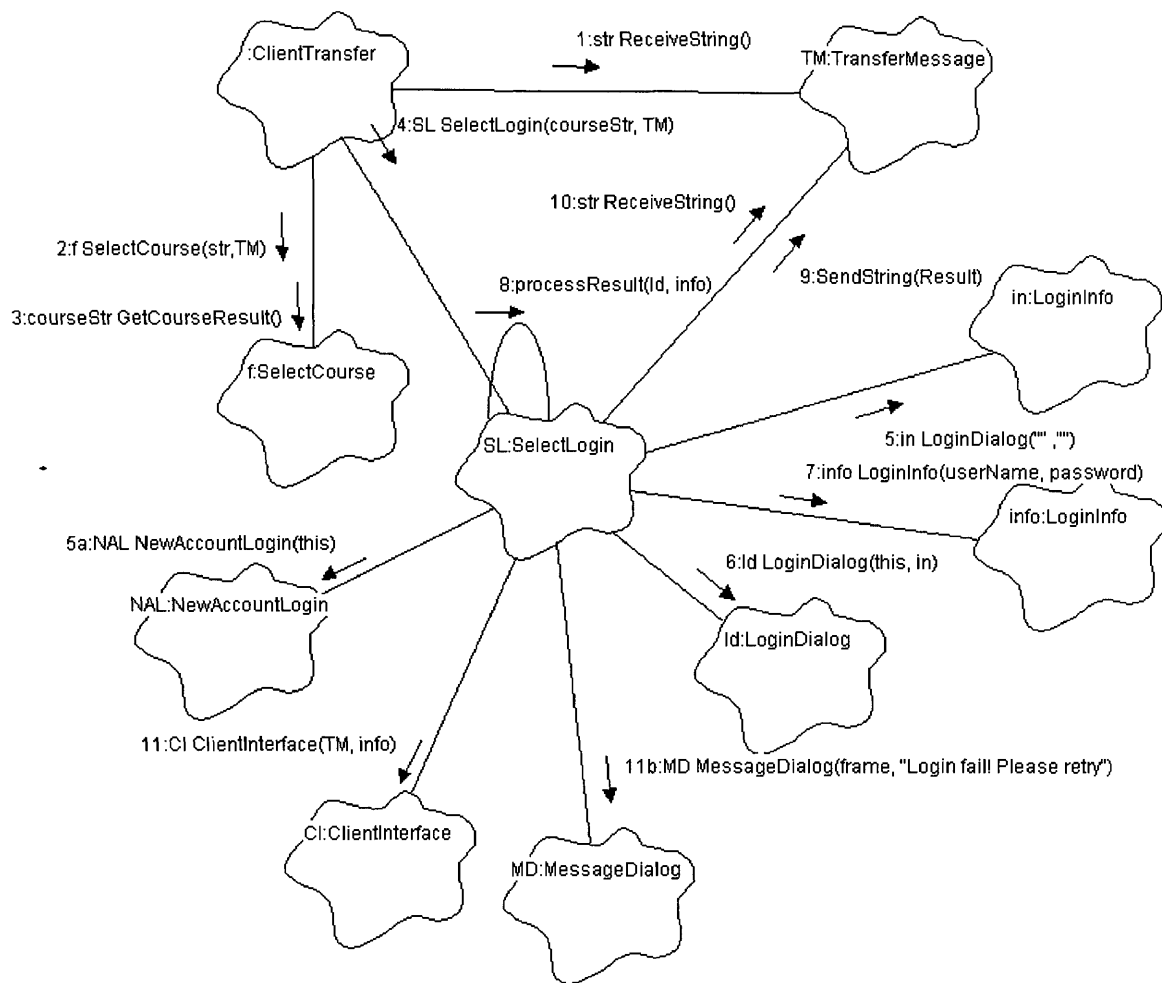 1:str ReceiveString()
:ClientTransfer
TM:TransferMessage
4:SL SelectLogin(courseStr, TM)
10:str ReceiveString()
2:f SelectCourse(str,TM)
9:SendString(Result)
8:processResult(ld, info)
in:LoginInfo
3:courseStr GetCourseResult()
f:SelectCourse
SL:SelectLogin
5:in LoginDialog("" ,"")
7:info LoginInfo(userName, password)
info:LoginInfo
5a:NAL NewAccountLogin(this)
6:ld LoginDialog(this, in)
NAL:NewAccountLogin
ld:LoginDialog
11:CI ClientInterface(TM, info)
11b:MD MessageDialog(frame, "Login fail! Please retry")
CI:ClientInterface
MD:MessageDialog